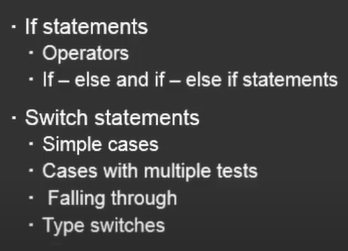 · If statements
· Operators
· If – else and if – else if statements
· Switch statements
· Simple cases
· Cases with multiple tests
· Falling through
· Type switches